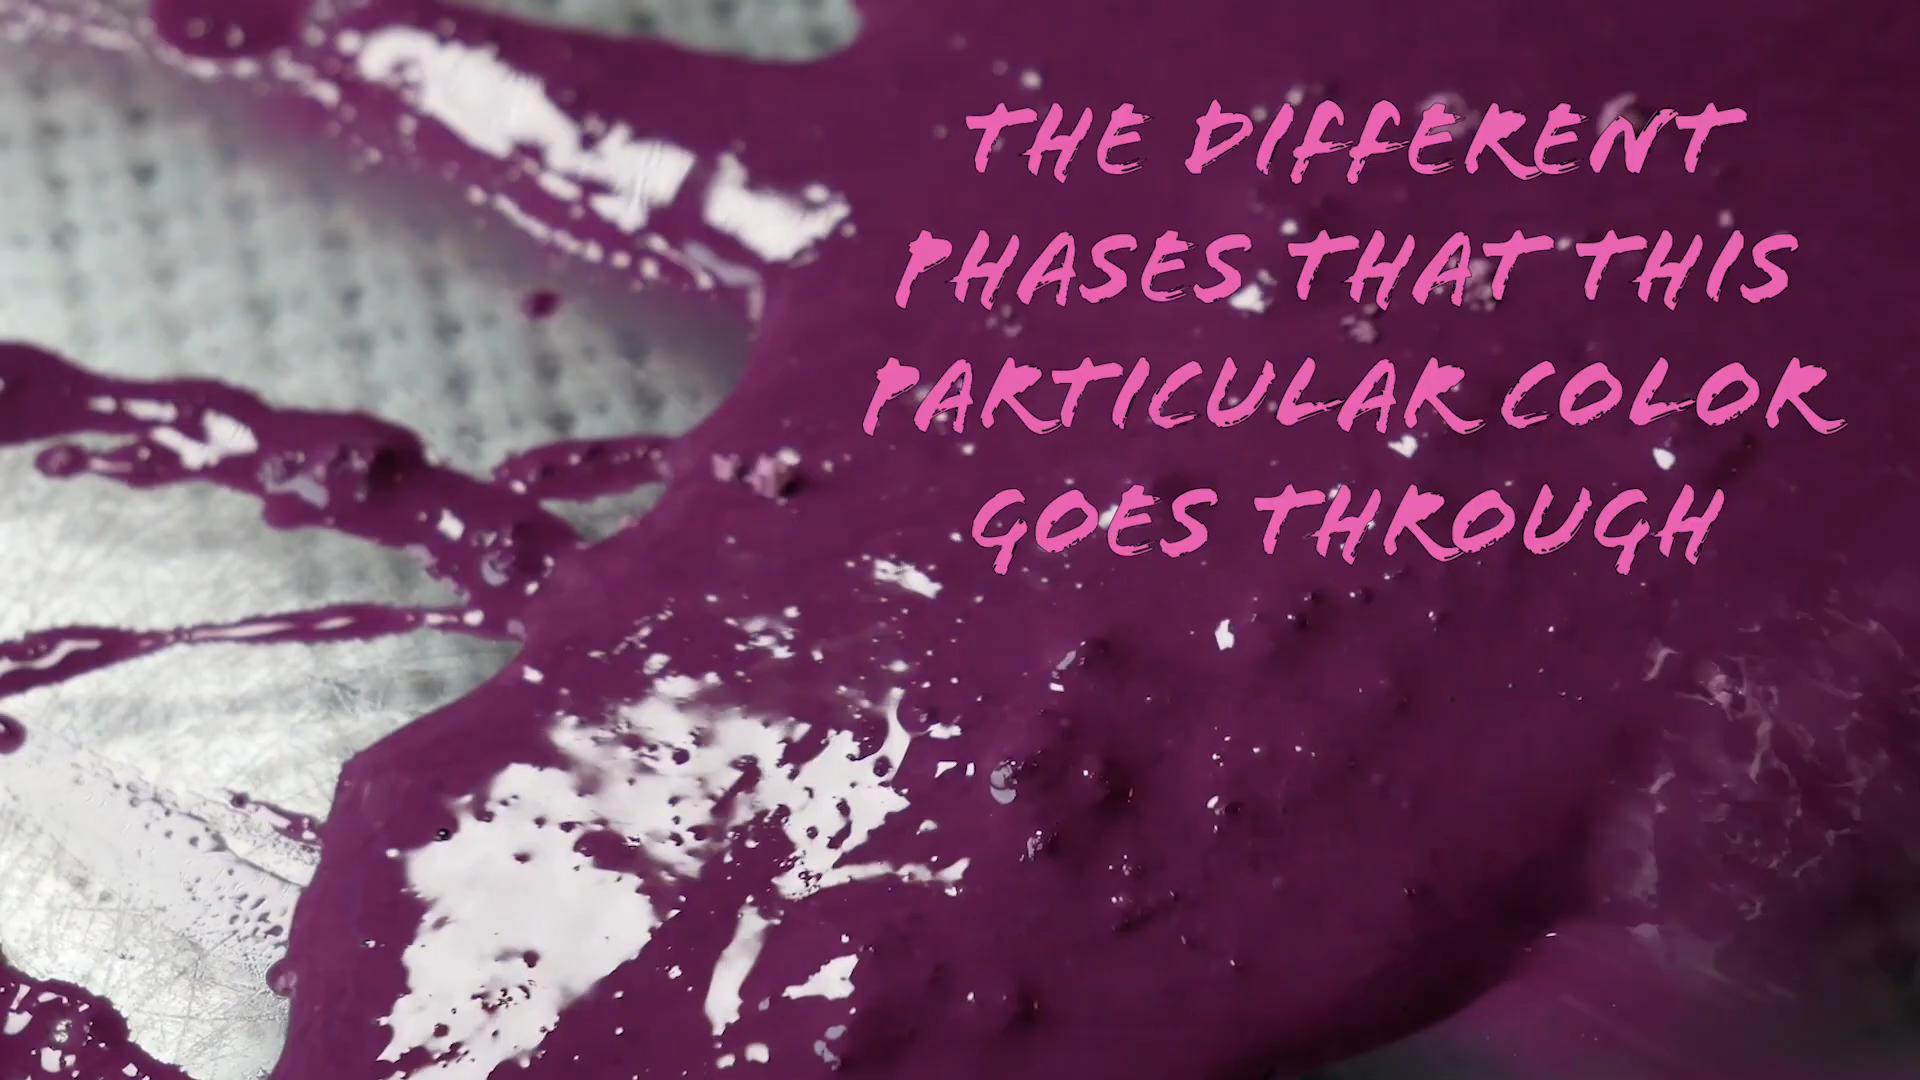 THE DIFFERENT
PHASES THAT THIS
PARTICULAR COLOR
GOES THROUGH